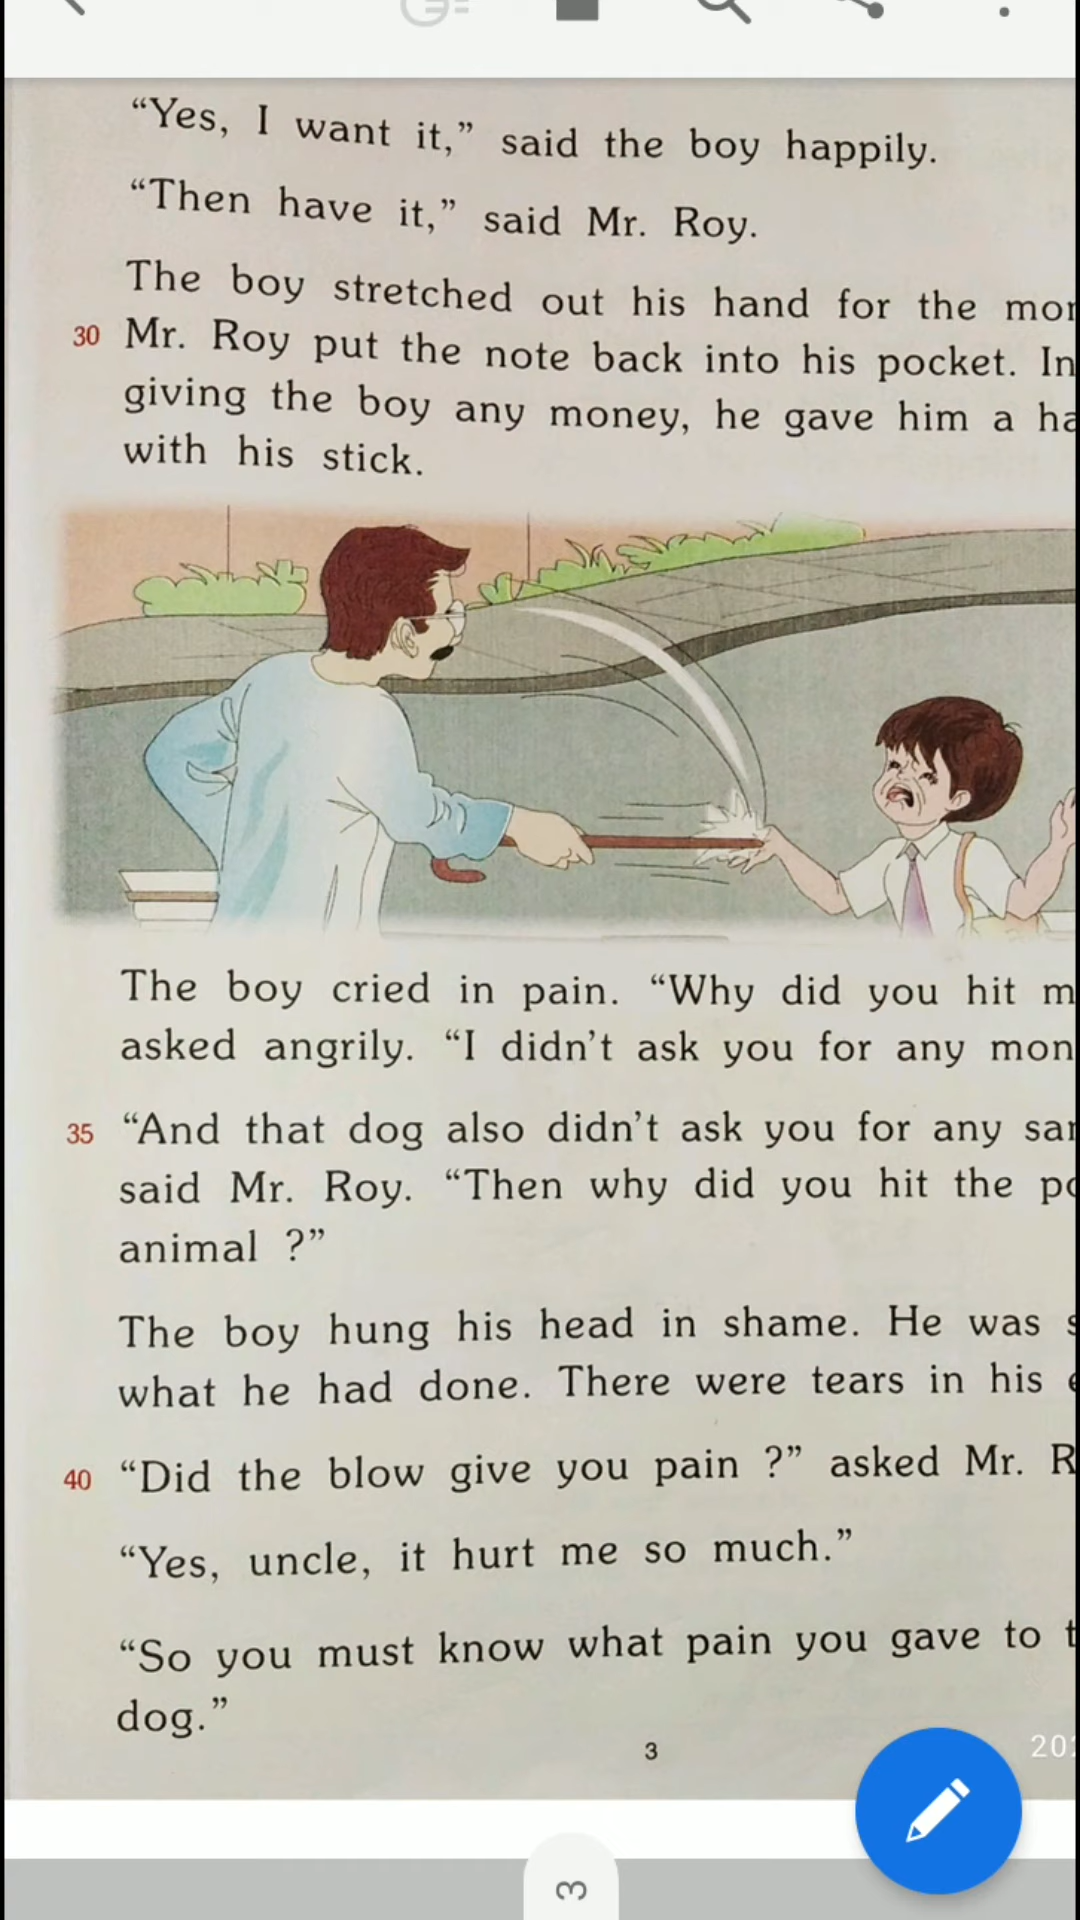 “Yes, I want it,” said the boy happily.
“Then have it,” said Mr. Roy.
The boy stretched out his hand for the
30 Mr. Roy put the note back into his pocket. In
giving the boy any money, he gave him a
with his stick.
The boy cried in pain. “Why did you hit
asked angrily. “I didn’t ask you for any
35 “And that dog also didn’t ask you for any
said Mr. Roy. “Then why did you hit the
animal ?”
The boy hung his head in shame. He was
what he had done. There were tears in his
40 “Did the blow give you pain ?” asked Mr.
“Yes, uncle, it hurt me so much.”
“So you must know what pain you gave to
dog.”
3
3